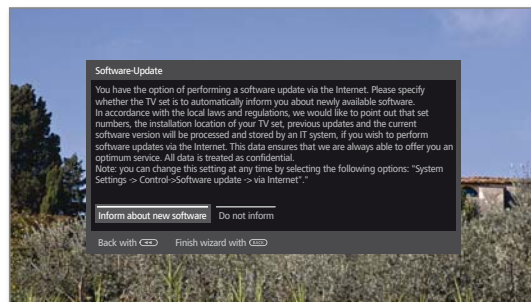 Software-Update
You have the option of performing a software update via the Internet. Please specify
whether the TV set is to automatically inform you about newly available software.
In accordance with the local laws and regulations, we would like to point out that set
numbers, the installation location of your TV set, previous updates and the current
software version will be processed and stored by an IT system, if you wish to perform
software updates via the Internet. This data ensures that we are always able to offer you an
optimum service. All data is treated as confidential.
Note: you can change this setting at any time by selecting the following options: "System
Settings -> Control->Software update -> via Internet"."
Inform about new software Do not inform
Back with Finish wizard with BACK